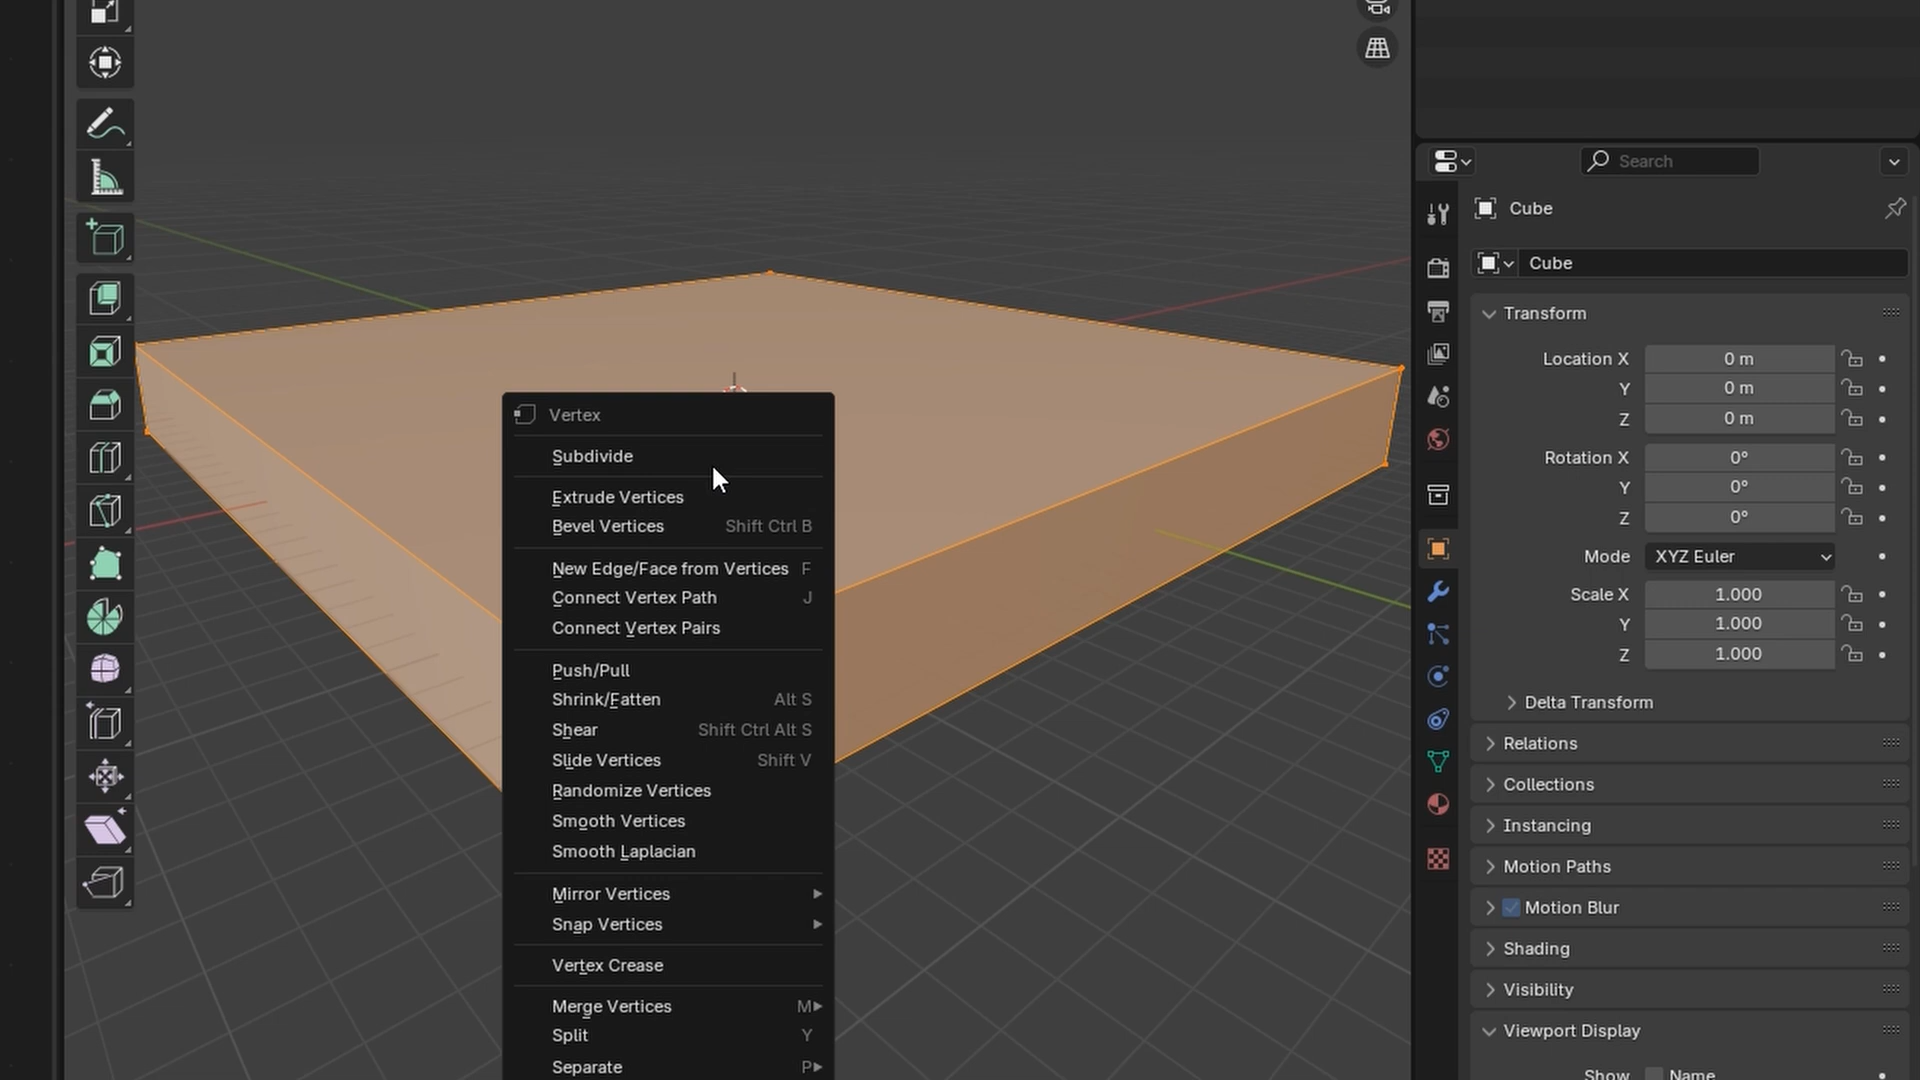 Search
Cube
Cube
Transform
Location X 0 m
Y 0 m
Z 0 m
Rotation X 0°
Y 0°
Z 0°
Mode XYZ Euler
Scale X 1.000
Y 1.000
Z 1.000
Delta Transform
Relations
Collections
Instancing
Motion Paths
Motion Blur
Shading
Visibility
Viewport Display
Show Name
Vertex
Subdivide
Extrude Vertices
Bevel Vertices Shift Ctrl B
New Edge/Face from Vertices F
Connect Vertex Path J
Connect Vertex Pairs
Push/Pull
Shrink/Fatten Alt S
Shear Shift Ctrl Alt S
Slide Vertices Shift V
Randomize Vertices
Smooth Vertices
Smooth Laplacian
Mirror Vertices
Snap Vertices
Vertex Crease
Merge Vertices M
Split Y
Separate P